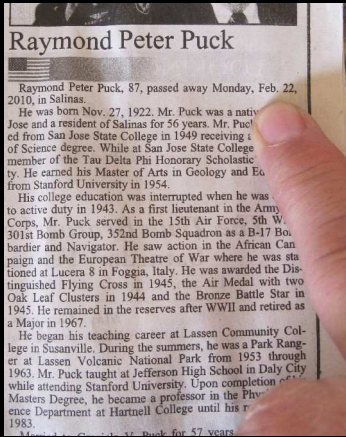 Raymond Peter Puck
Raymond Peter Puck, 87, passed away Monday, Feb. 22,
2010, in Salinas.
He was born Nov. 27, 1922. Mr. Puck was a nativ
Jose and a resident of Salinas for 56 years. Mr. Puc
ed from San Jose State College in 1949 receiving
of Science degree. While at San Jose State College
member of the Tau Delta Phi Honorary Scholastic
ty. He earned his Master of Arts in Geology and Ed
from Stanford University in 1954.
His college education was interrupted when he was
to active duty in 1943. As a first lieutenant in the Army
Corps, Mr. Puck served in the 15th Air Force, 5th W
301st Bomb Group, 352nd Bomb Squadron as a B-17 Bo
bardier and Navigator. He saw action in the African Cam
paign and the European Theatre of War where he was sta
tioned at Lucera 8 in Foggia, Italy. He was awarded the Dis-
tinguished Flying Cross in 1945, the Air Medal with two
Oak Leaf Clusters in 1944 and the Bronze Battle Star in
1945. He remained in the reserves after WWII and retired as
a Major in 1967.
He began his teaching career at Lassen Community Col-
lege in Susanville. During the summers, he was a Park Rang-
er at Lassen Volcanic National Park from 1953 through
1963. Mr. Puck taught at Jefferson High School in Daly City
while attending Stanford University. Upon completion of his
Masters Degree, he became a professor in the Phy
ence Department at Hartnell College until his
1983.
Married to V. Puck for 57 years